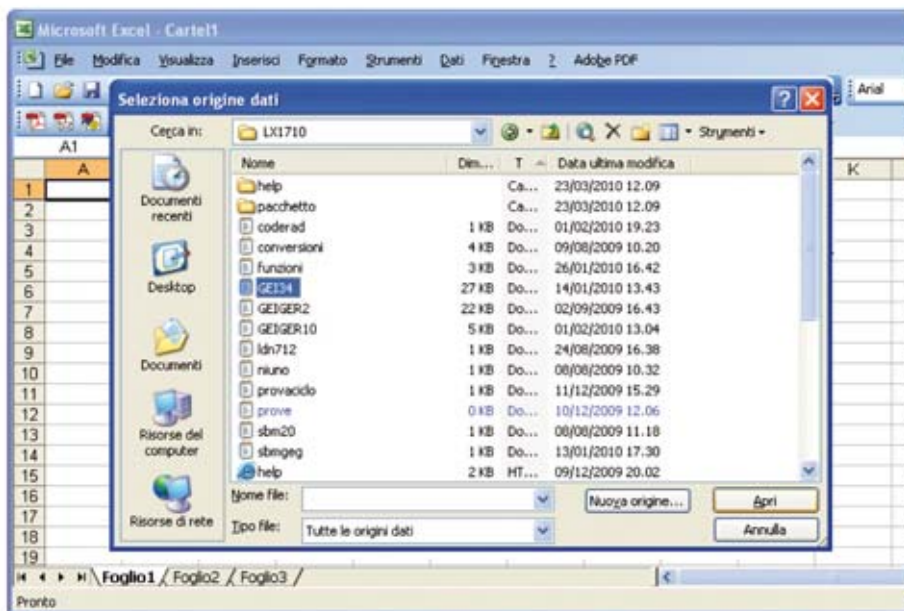 Microsoft Excel - Cartel1
File Modifica Visualizza Inserisci Formato Strumenti Dati Finestra ? Adobe PDF
Arial
Seleziona origine dati
Cerca in: LX1710 Strumenti
A1
A K
Nome Dim... T Data ultima modifica
help Ca... 23/03/2010 12.09
pacchetto Ca... 23/03/2010 12.09
coderad 1 KB Do... 01/02/2010 19.23
conversioni 4 KB Do... 09/08/2009 10.20
funzioni 3 KB Do... 26/01/2010 16.42
GEI34 27 KB Do... 14/01/2010 13.43
GEIGER2 22 KB Do... 02/09/2009 16.43
GEIGER10 5 KB Do... 01/02/2010 13.04
ldn712 1 KB Do... 24/08/2009 16.38
niuno 1 KB Do... 08/08/2009 10.32
provaciclo 1 KB Do... 11/12/2009 15.29
prove 0 KB Do... 10/12/2009 12.06
sbm20 1 KB Do... 08/08/2009 11.18
sbmgeg 1 KB Do... 13/01/2010 17.30
help 2 KB HT... 09/12/2009 20.02
Documenti recenti
Desktop
Documenti
Risorse del computer
Risorse di rete
Nome file: Nuova origine... Apri
Tipo file: Tutte le origini dati Annulla
1
2
3
4
5
6
7
8
9
10
11
12
13
14
15
16
17
18
19
Foglio1 / Foglio2 / Foglio3 /
Pronto